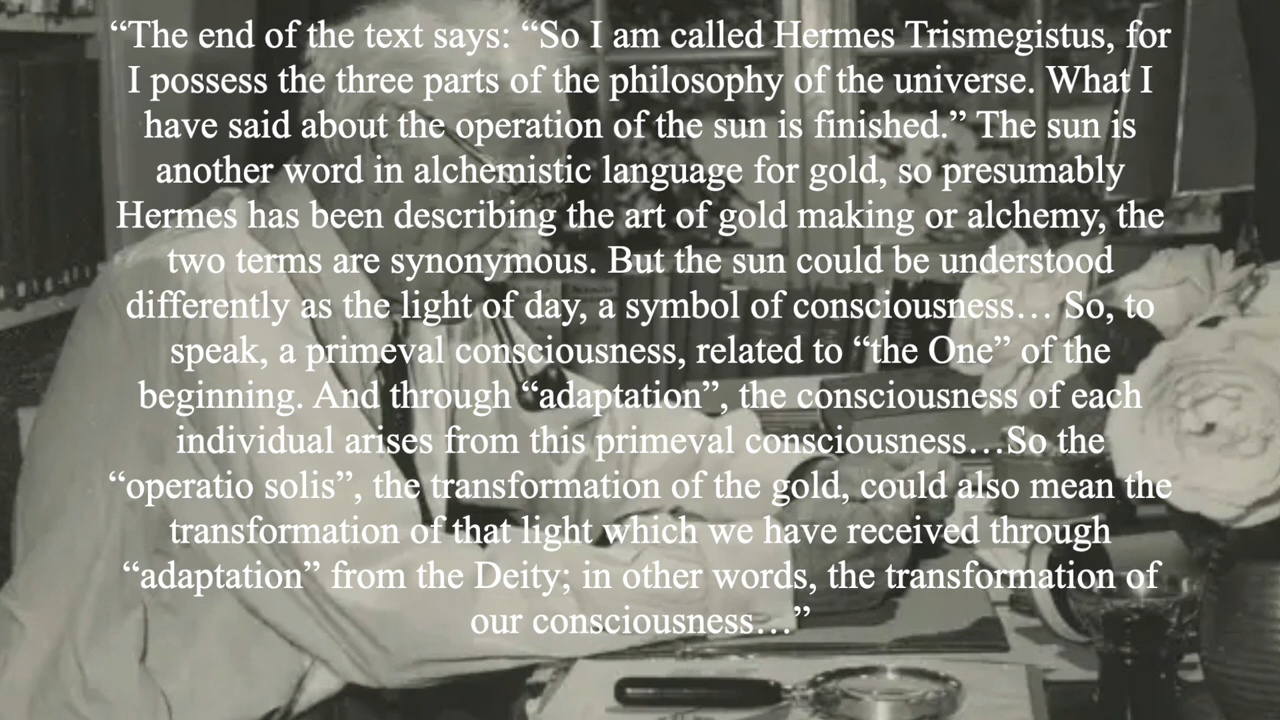 “The end of the text says: “So I am called Hermes Trismegistus, for
I possess the three parts of the philosophy of the universe. What I
have said about the operation of the sun is finished.” The sun is
another word in alchemistic language for gold, so presumably
Hermes has been describing the art of gold making or alchemy, the
two terms are synonymous. But the sun could be understood
differently as the light of day, a symbol of consciousness… So, to
speak, a primeval consciousness, related to “the One” of the
beginning. And through “adaptation”, the consciousness of each
individual arises from this primeval consciousness…So the
“operatio solis”, the transformation of the gold, could also mean the
transformation of that light which we have received through
“adaptation” from the Deity; in other words, the transformation of
our consciousness…”